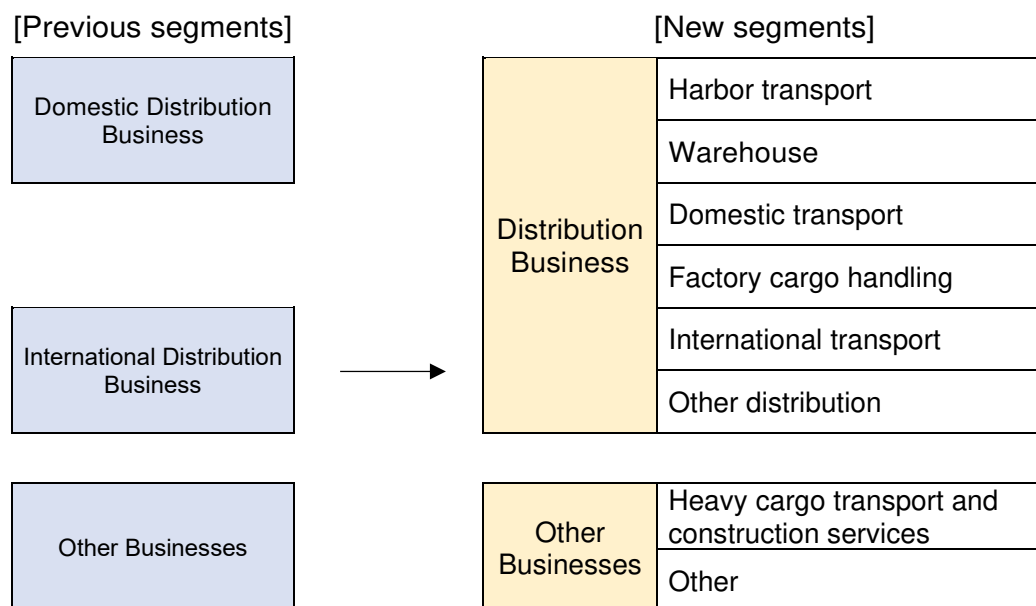 [Previous segments]
Domestic Distribution
Business
International Distribution
Business
Other Businesses
[New segments]
Distribution
Business
Harbor transport
Warehouse
Domestic transport
Factory cargo handling
International transport
Other distribution
Other
Businesses
Heavy cargo transport and
construction services
Other